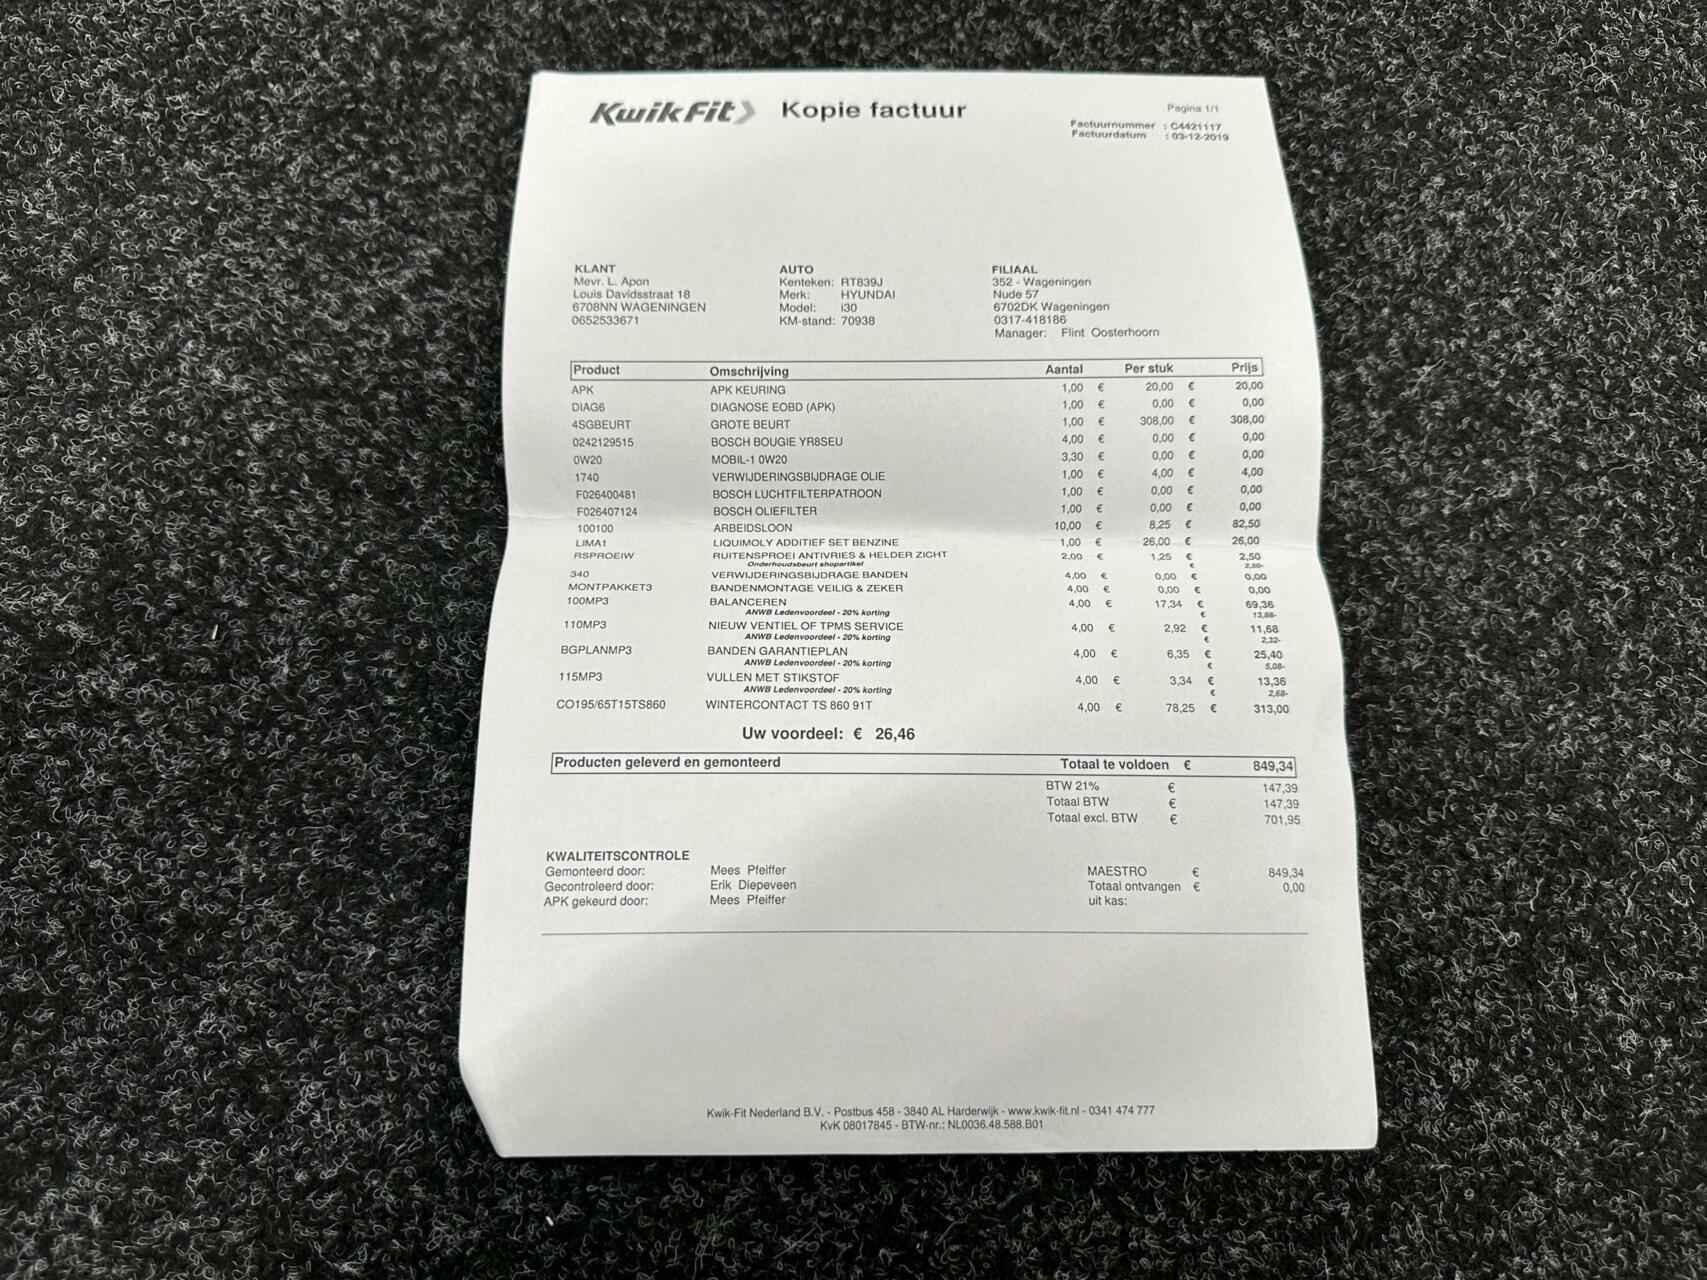 KwikFit Kopie factuur
Pagina 1/1
Factuurnummer : C4421117
Factuurdatum : 03-12-2019
KLANT
Mevr. L. Apon
Louis Davidsstraat 18
6708NN WAGENINGEN
0652533671
AUTO
Kenteken: RT839J
Merk: HYUNDAI
Model: i30
KM-stand: 70938
FILIAAL
352 - Wageningen
Nude 57
6702DK Wageningen
0317-418186
Manager: Flint Oosterhoorn
Product Omschrijving Aantal Per stuk Prijs
APK APK KEURING 1,00 € 20,00 € 20,00
DIAG6 DIAGNOSE EOBD (APK) 1,00 € 0,00 € 0,00
4SGBEURT GROTE BEURT 1,00 € 308,00 € 308,00
0242129515 BOSCH BOUGIE YR8SEU 4,00 € 0,00 € 0,00
0W20 MOBIL-1 0W20 3,30 € 0,00 € 0,00
1740 VERWIJDERINGSBIJDRAGE OLIE 1,00 € 4,00 € 4,00
F026400481 BOSCH LUCHTFILTERPATROON 1,00 € 0,00 € 0,00
F026407124 BOSCH OLIEFILTER 1,00 € 0,00 € 0,00
100100 ARBEIDSLOON 10,00 € 8,25 € 82,50
LIMA1 LIQUIMOLY ADDITIEF SET BENZINE 1,00 € 26,00 € 26,00
RSPROEIW RUITENSPROEI ANTIVRIES & HELDER ZICHT 2,00 € 1,25 € 2,50
Onderhoudsbeurt shopartikel € 2,50-
340 VERWIJDERINGSBIJDRAGE BANDEN 4,00 € 0,00 € 0,00
MONTPAKKET3 BANDENMONTAGE VEILIG & ZEKER 4,00 € 0,00 € 0,00
100MP3 BALANCEREN 4,00 € 17,34 € 69,36
ANWB Ledenvoordeel - 20% korting € 13,88-
110MP3 NIEUW VENTIEL OF TPMS SERVICE 4,00 € 2,92 € 11,68
ANWB Ledenvoordeel - 20% korting € 2,32-
BGPLANMP3 BANDEN GARANTIEPLAN 4,00 € 6,35 € 25,40
ANWB Ledenvoordeel - 20% korting € 5,08-
115MP3 VULLEN MET STIKSTOF 4,00 € 3,34 € 13,36
ANWB Ledenvoordeel - 20% korting € 2,68-
CO195/65T15TS860 WINTERCONTACT TS 860 91T 4,00 € 78,25 € 313,00
Uw voordeel: € 26,46
Producten geleverd en gemonteerd Totaal te voldoen € 849,34
BTW 21% € 147,39
Totaal BTW € 147,39
Totaal excl. BTW € 701,95
KWALITEITSCONTROLE
Gemonteerd door: Mees Pfeiffer
Gecontroleerd door: Erik Diepeveen
APK gekeurd door: Mees Pfeiffer
MAESTRO € 849,34
Totaal ontvangen € 0,00
uit kas:
Kwik-Fit Nederland B.V. - Postbus 458 - 3840 AL Harderwijk - www.kwik-fit.nl - 0341 474 777
KvK 08017845 - BTW-nr.: NL0036.48.588.B01